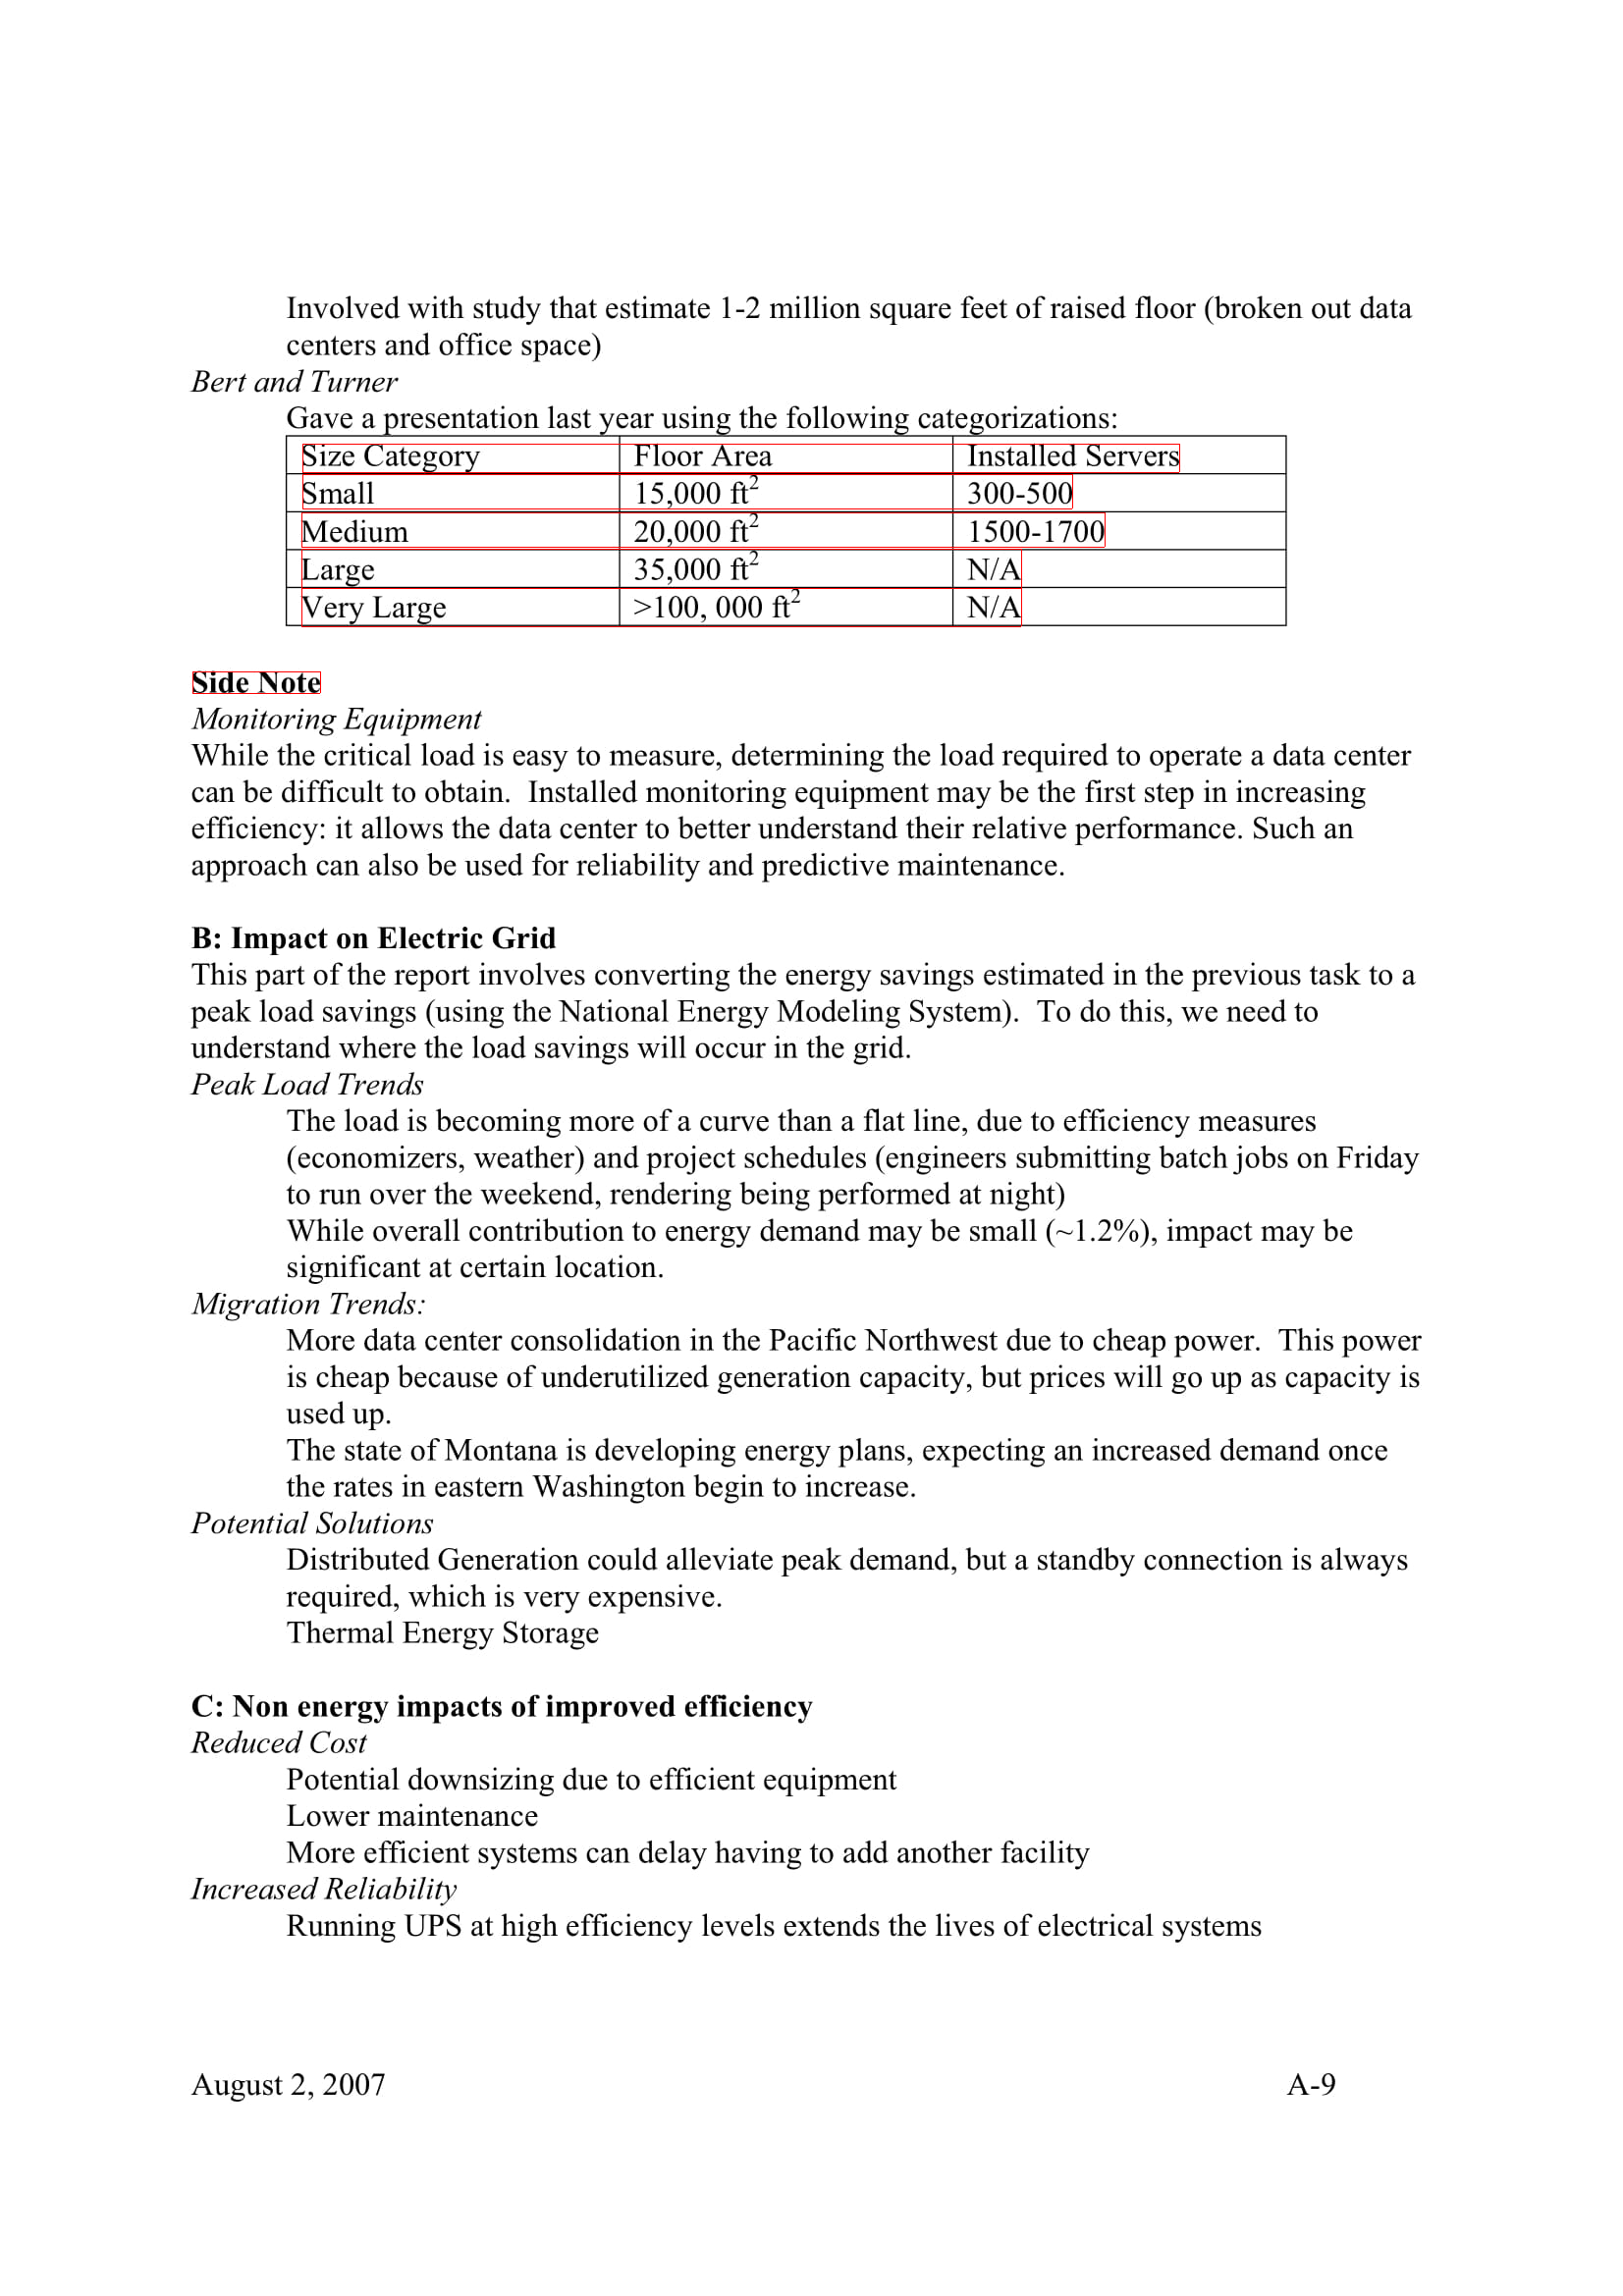 Involved with study that estimate 1-2 million square feet of raised floor (broken out data
centers and office space)
Bert and Turner
Gave a presentation last year using the following categorizations:
Size Category Floor Area Installed Servers
Small 15,000 ft2 300-500
Medium 20,000 ft2 1500-1700
Large 35,000 ft2 N/A
Very Large >100, 000 ft2 N/A
Side Note
Monitoring Equipment
While the critical load is easy to measure, determining the load required to operate a data center
can be difficult to obtain.  Installed monitoring equipment may be the first step in increasing
efficiency: it allows the data center to better understand their relative performance. Such an
approach can also be used for reliability and predictive maintenance.
B: Impact on Electric Grid
This part of the report involves converting the energy savings estimated in the previous task to a
peak load savings (using the National Energy Modeling System).  To do this, we need to
understand where the load savings will occur in the grid.
Peak Load Trends
The load is becoming more of a curve than a flat line, due to efficiency measures
(economizers, weather) and project schedules (engineers submitting batch jobs on Friday
to run over the weekend, rendering being performed at night)
While overall contribution to energy demand may be small (~1.2%), impact may be
significant at certain location.
Migration Trends:
More data center consolidation in the Pacific Northwest due to cheap power.  This power
is cheap because of underutilized generation capacity, but prices will go up as capacity is
used up.
The state of Montana is developing energy plans, expecting an increased demand once
the rates in eastern Washington begin to increase.
Potential Solutions
Distributed Generation could alleviate peak demand, but a standby connection is always
required, which is very expensive.
Thermal Energy Storage
C: Non energy impacts of improved efficiency
Reduced Cost
Potential downsizing due to efficient equipment
Lower maintenance
More efficient systems can delay having to add another facility
Increased Reliability
Running UPS at high efficiency levels extends the lives of electrical systems
August 2, 2007 A-9